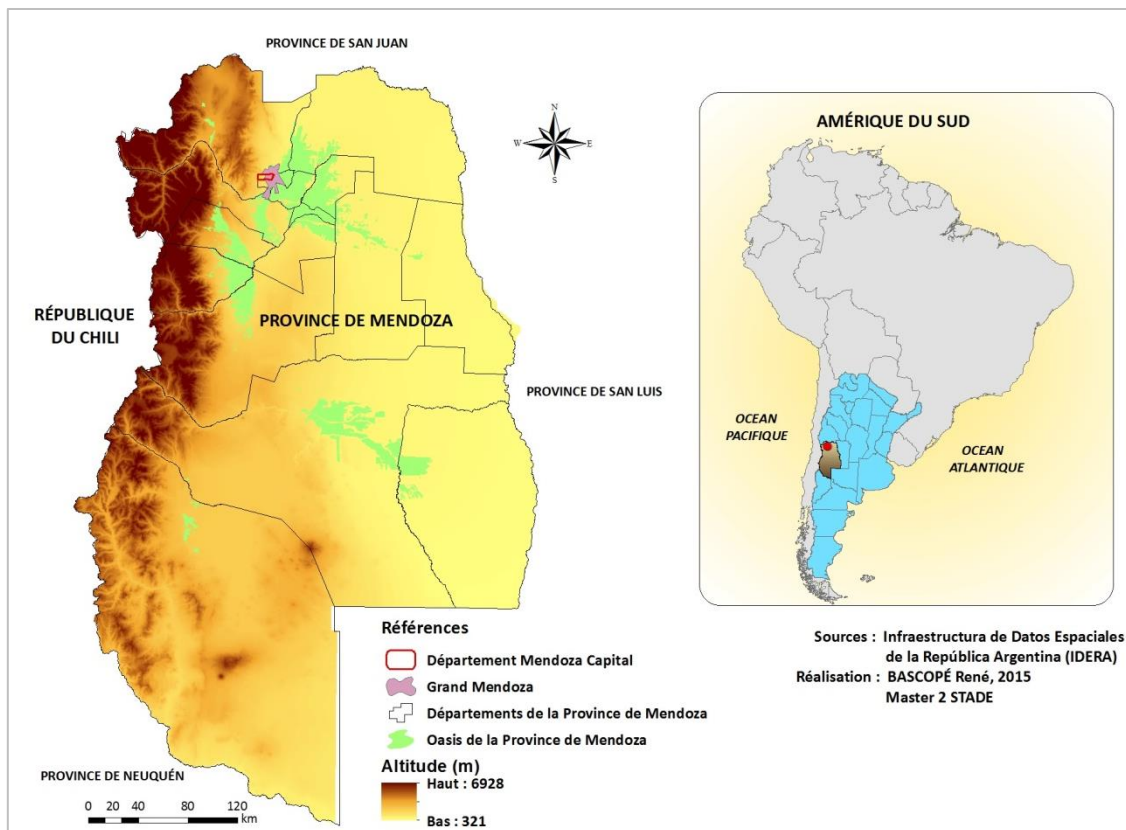 PROVINCE DE SAN JUAN
N
W
E
S
RÉPUBLIQUE
DU CHILI
PROVINCE DE MENDOZA
PROVINCE DE SAN LUIS
PROVINCE DE NEUQUÉN
0 20 40 80 120
km
Références
Département Mendoza Capital
Grand Mendoza
Départements de la Province de Mendoza
Oasis de la Province de Mendoza
Altitude (m)
Haut : 6928
Bas : 321
AMÉRIQUE DU SUD
OCEAN
PACIFIQUE
OCEAN
ATLANTIQUE
Sources : Infraestructura de Datos Espaciales
de la República Argentina (IDERA)
Réalisation : BASCOPÉ René, 2015
Master 2 STADE